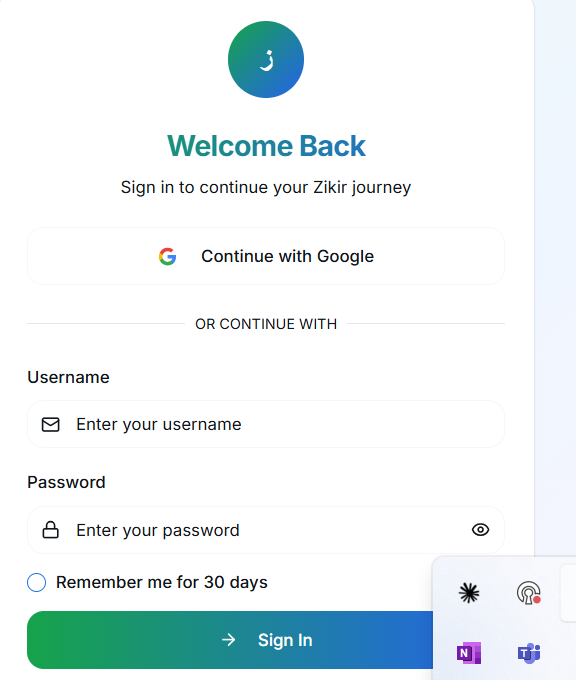 ز
Welcome Back
Sign in to continue your Zikir journey
Continue with Google
OR CONTINUE WITH
Username
Enter your username
Password
Enter your password
Remember me for 30 days
Sign In
N
T